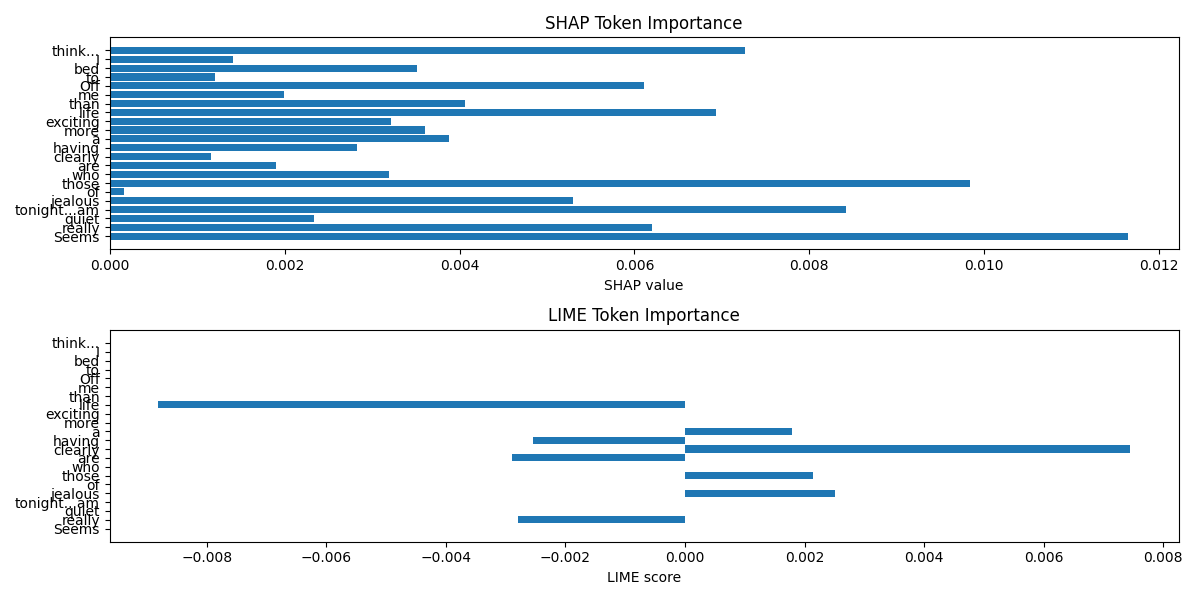 SHAP Token Importance
think...
I
bed
to
Off
me
than
life
exciting
more
a
having
clearly
are
who
those
of
jealous
tonight...am
quiet
really
Seems
0.000 0.002 0.004 0.006 0.008 0.010 0.012
SHAP value
LIME Token Importance
think...
I
bed
to
Off
me
than
life
exciting
more
a
having
clearly
are
who
those
of
jealous
tonight...am
quiet
really
Seems
−0.008 −0.006 −0.004 −0.002 0.000 0.002 0.004 0.006 0.008
LIME score